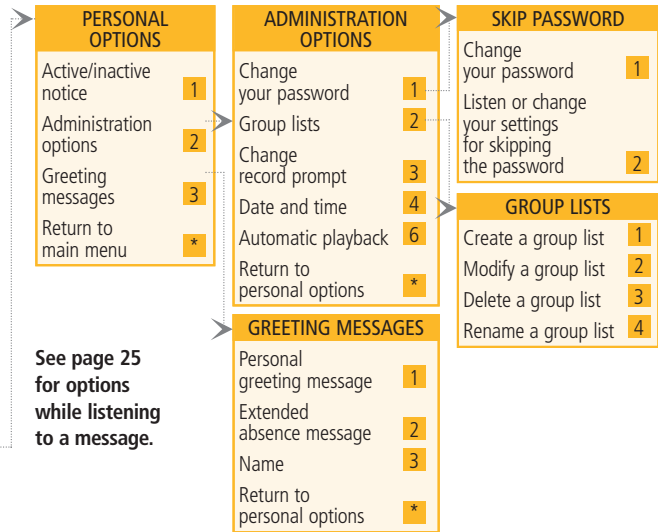 PERSONAL
OPTIONS
Active/inactive
notice 1
Administration
options 2
Greeting
messages 3
Return to
main menu *
See page 25
for options
while listening
to a message.
ADMINISTRATION
OPTIONS
Change
your password 1
Group lists 2
Change
record prompt 3
Date and time 4
Automatic playback 6
Return to
personal options *
GREETING MESSAGES
Personal
greeting message 1
Extended
absence message 2
Name 3
Return to
personal options *
SKIP PASSWORD
Change
your password 1
Listen or change
your settings
for skipping
the password 2
GROUP LISTS
Create a group list 1
Modify a group list 2
Delete a group list 3
Rename a group list 4